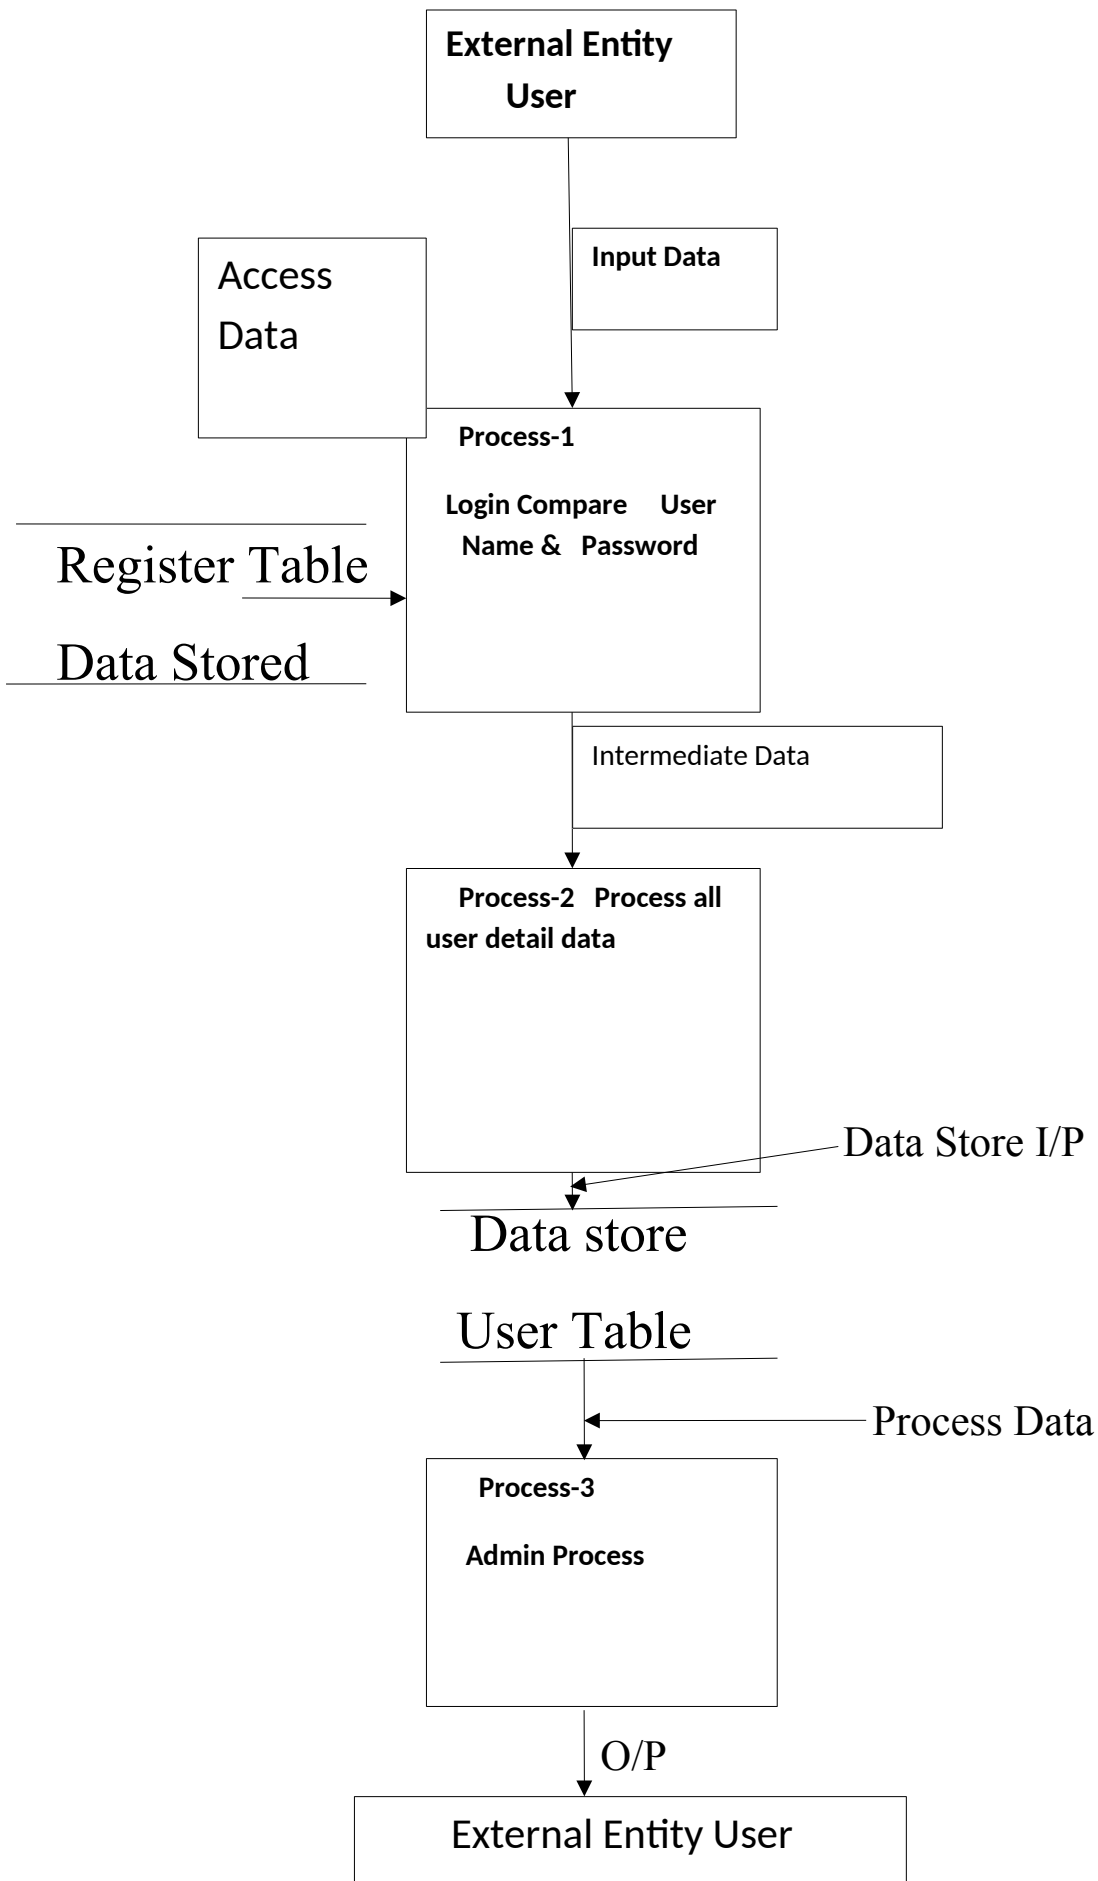 External Entity
User
Input Data
Access
Data
Process-1
Login Compare User
Name & Password
Register Table
Data Stored
Intermediate Data
Process-2 Process all
user detail data
Data Store I/P
Data store
User Table
Process Data
Process-3
Admin Process
O/P
External Entity User